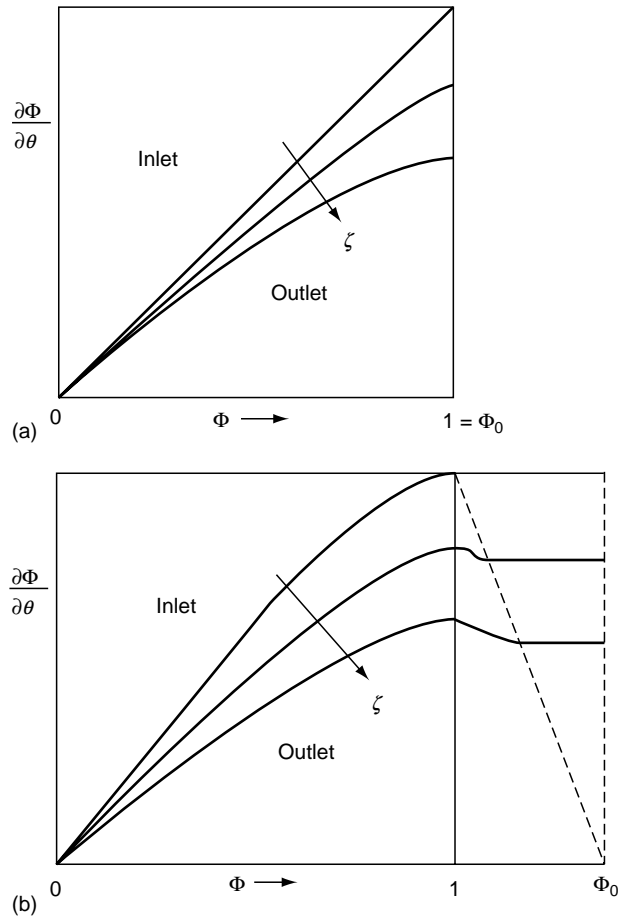 ∂Φ
∂θ
Inlet
ζ
Outlet
0
Φ
1 = Φ₀
(a)
∂Φ
∂θ
Inlet
ζ
Outlet
0
Φ
1
Φ₀
(b)